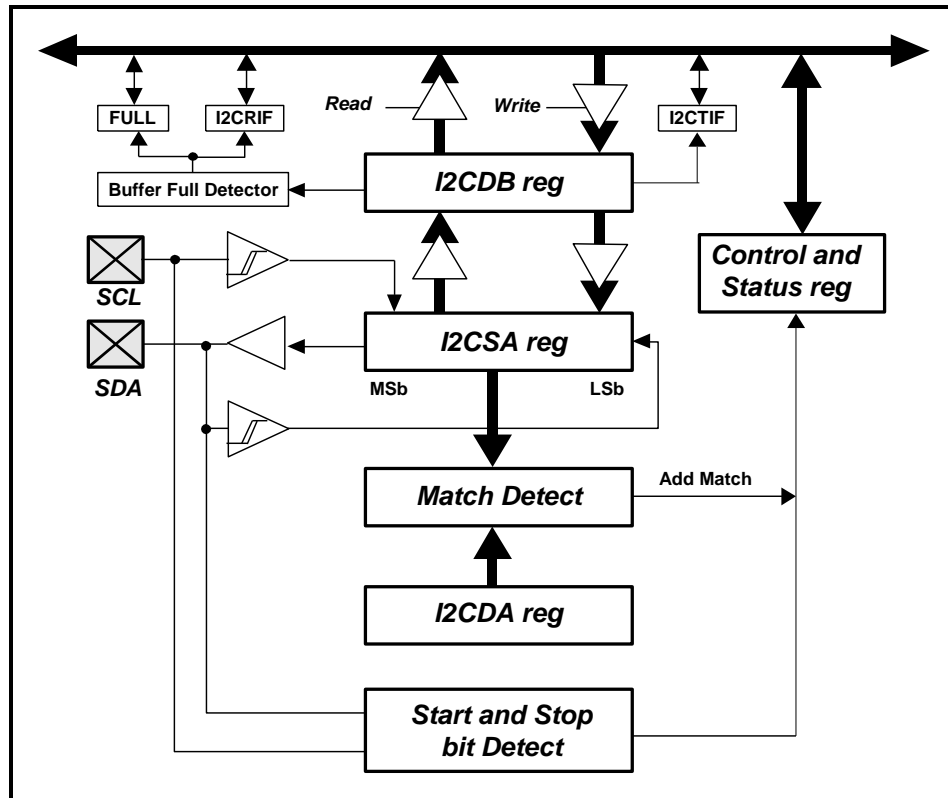 Read
Write
FULL
I2CRIF
I2CTIF
I2CDB reg
Buffer Full Detector
Control and
Status reg
SCL
I2CSA reg
SDA
MSb
LSb
Add Match
Match Detect
I2CDA reg
Start and Stop
bit Detect